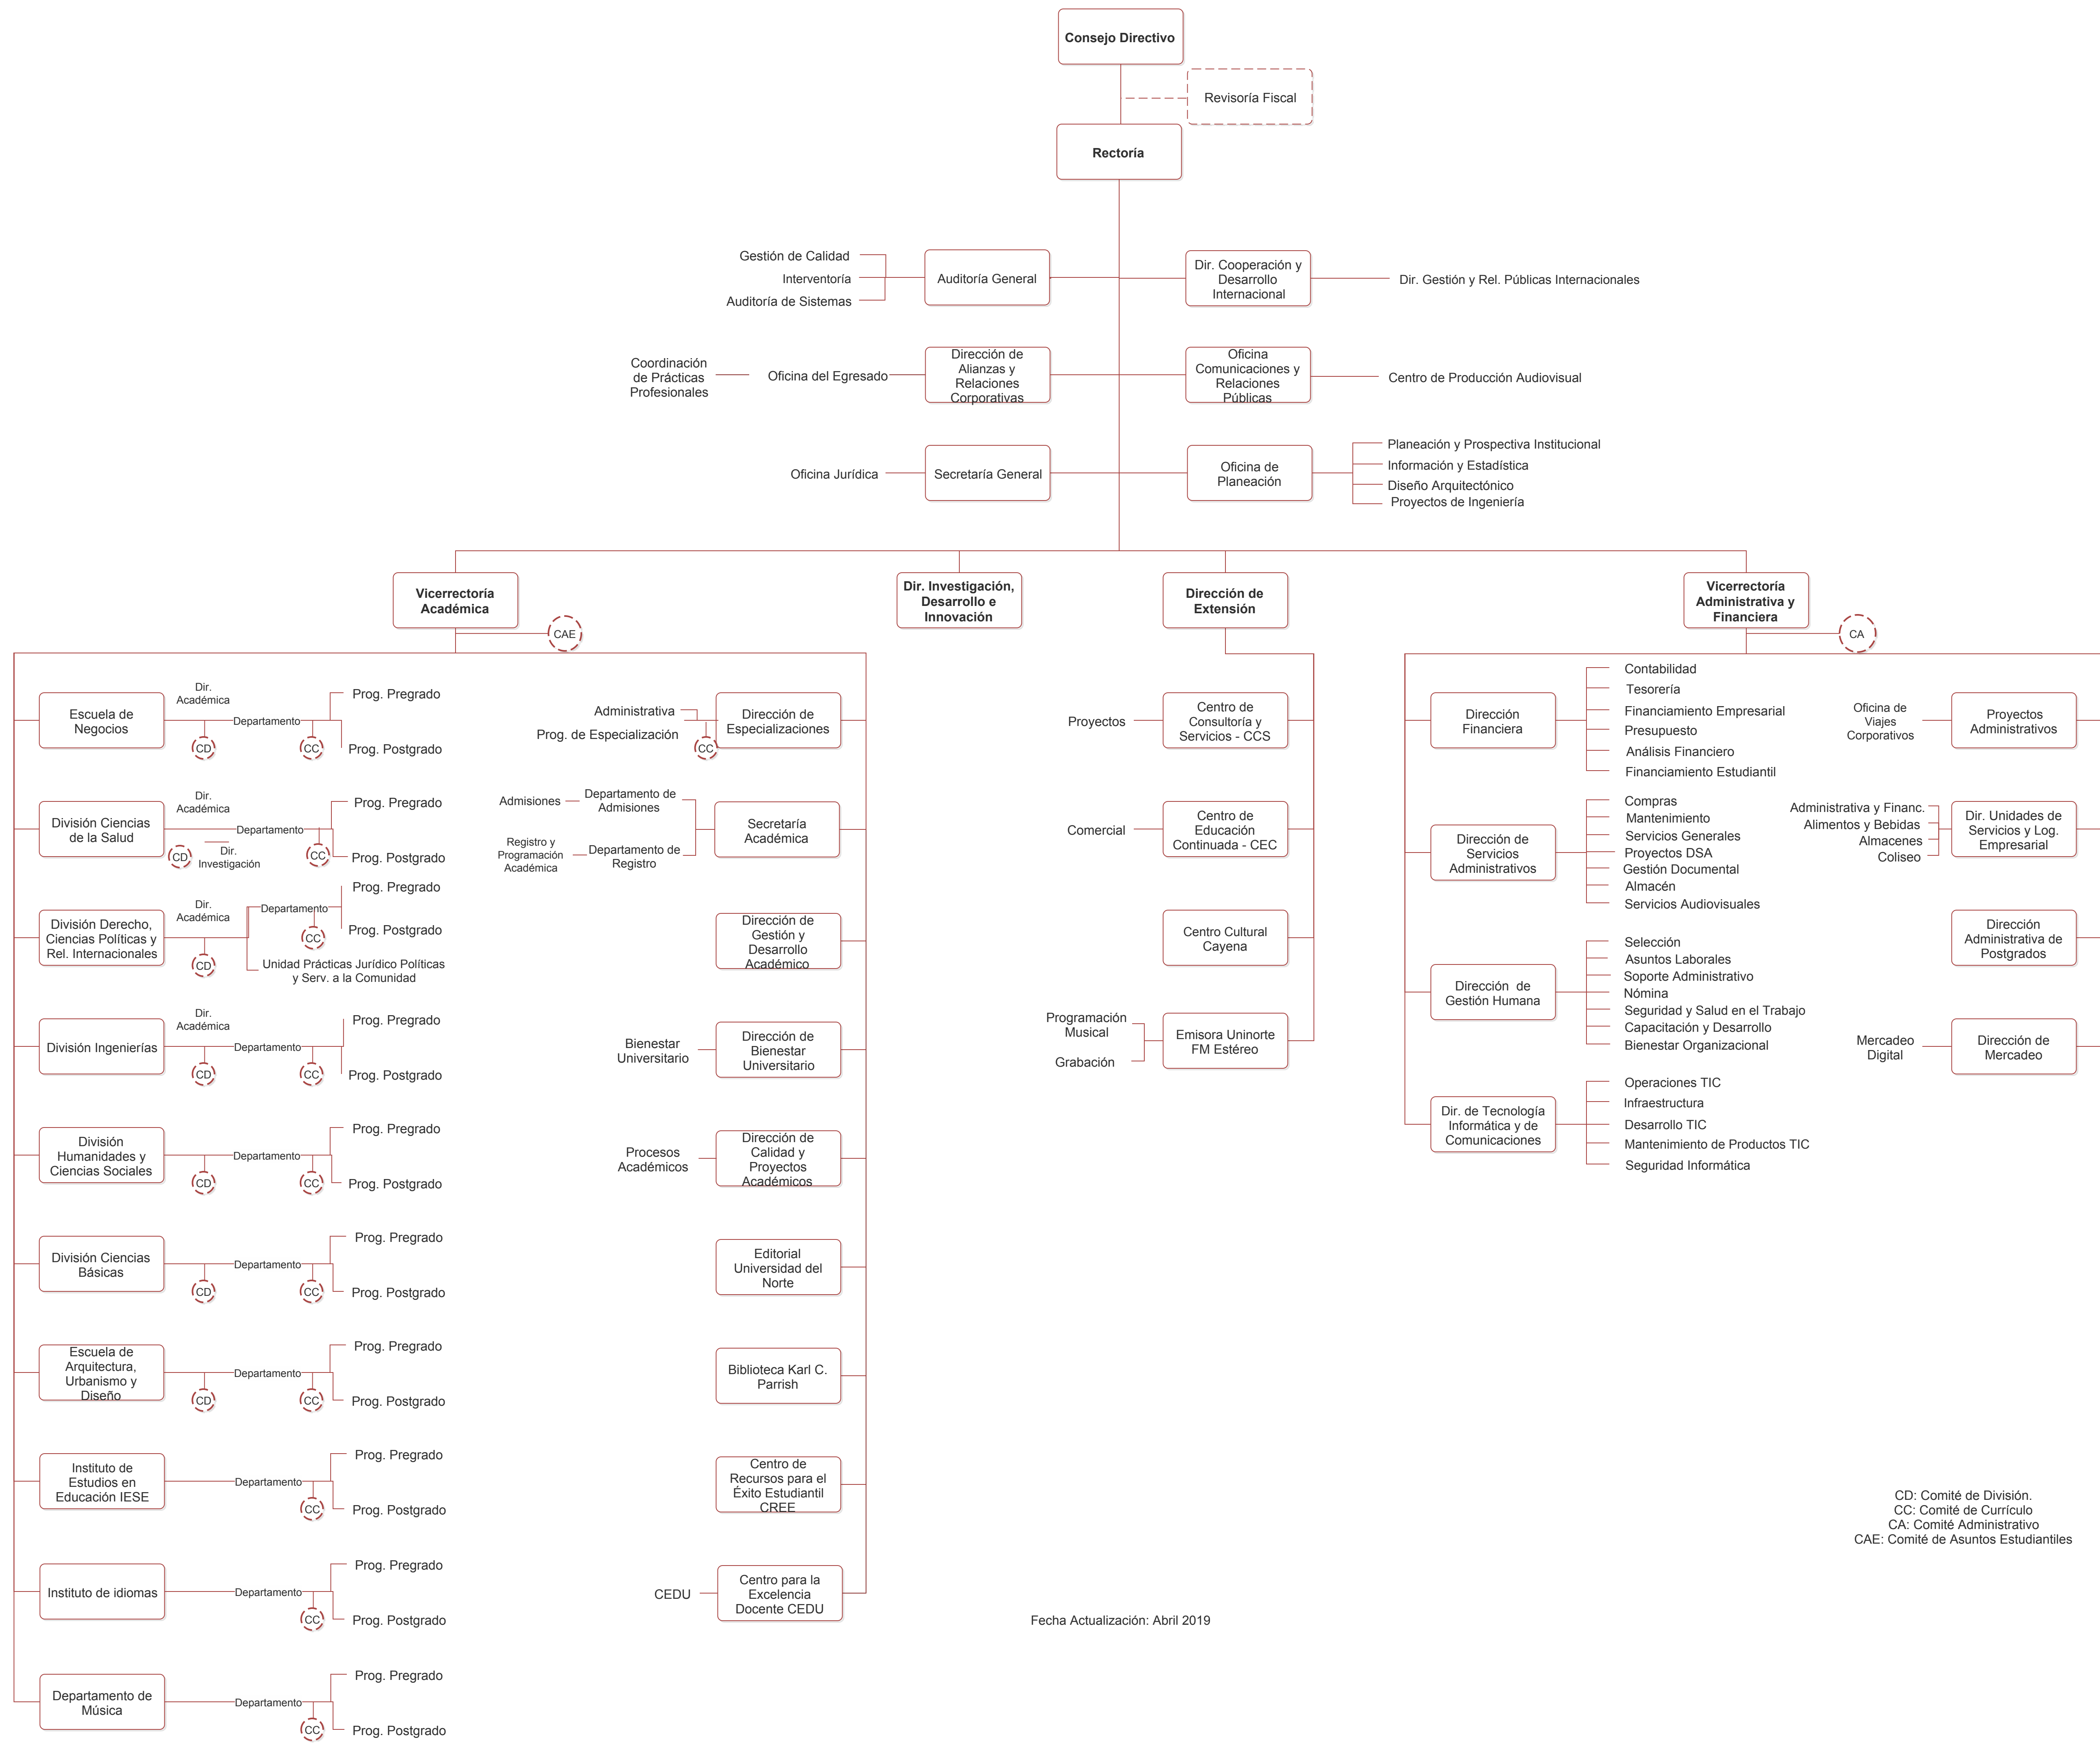 Consejo Directivo
Revisoría Fiscal
Rectoría
Gestión de Calidad
Interventoría
Auditoría de Sistemas
Auditoría General
Dir. Cooperación y
Desarrollo
Internacional
Dir. Gestión y Rel. Públicas Internacionales
Coordinación
de Prácticas
Profesionales
Oficina del Egresado
Dirección de
Alianzas y
Relaciones
Corporativas
Oficina
Comunicaciones y
Relaciones
Públicas
Centro de Producción Audiovisual
Oficina Jurídica
Secretaría General
Oficina de
Planeación
Planeación y Prospectiva Institucional
Información y Estadística
Diseño Arquitectónico
Proyectos de Ingeniería
Vicerrectoría
Académica
CAE
Dir. Investigación,
Desarrollo e
Innovación
Dirección de
Extensión
Vicerrectoría
Administrativa y
Financiera
CA
Escuela de
Negocios
Dir.
Académica
CD
Departamento
CC
Prog. Pregrado
Prog. Postgrado
División Ciencias
de la Salud
Dir.
Académica
CD
Dir.
Investigación
Departamento
CC
Prog. Pregrado
Prog. Postgrado
División Derecho,
Ciencias Políticas y
Rel. Internacionales
Dir.
Académica
CD
Departamento
CC
Prog. Pregrado
Prog. Postgrado
Unidad Prácticas Jurídico Políticas
y Serv. a la Comunidad
División Ingenierías
Dir.
Académica
CD
Departamento
CC
Prog. Pregrado
Prog. Postgrado
División
Humanidades y
Ciencias Sociales
CD
Departamento
CC
Prog. Pregrado
Prog. Postgrado
División Ciencias
Básicas
CD
Departamento
CC
Prog. Pregrado
Prog. Postgrado
Escuela de
Arquitectura,
Urbanismo y
Diseño
CD
Departamento
CC
Prog. Pregrado
Prog. Postgrado
Instituto de
Estudios en
Educación IESE
Departamento
CC
Prog. Pregrado
Prog. Postgrado
Instituto de idiomas
Departamento
CC
Prog. Pregrado
Prog. Postgrado
Departamento de
Música
Departamento
CC
Prog. Pregrado
Prog. Postgrado
Administrativa
Prog. de Especialización
CC
Dirección de
Especializaciones
Admisiones
Departamento de
Admisiones
Registro y
Programación
Académica
Departamento de
Registro
Secretaría
Académica
Dirección de
Gestión y
Desarrollo
Académico
Bienestar
Universitario
Dirección de
Bienestar
Universitario
Procesos
Académicos
Dirección de
Calidad y
Proyectos
Académicos
Editorial
Universidad del
Norte
Biblioteca Karl C.
Parrish
Centro de
Recursos para el
Éxito Estudiantil
CREE
CEDU
Centro para la
Excelencia
Docente CEDU
Proyectos
Centro de
Consultoría y
Servicios - CCS
Comercial
Centro de
Educación
Continuada - CEC
Centro Cultural
Cayena
Programación
Musical
Grabación
Emisora Uninorte
FM Estéreo
Dirección
Financiera
Contabilidad
Tesorería
Financiamiento Empresarial
Presupuesto
Análisis Financiero
Financiamiento Estudiantil
Dirección de
Servicios
Administrativos
Compras
Mantenimiento
Servicios Generales
Proyectos DSA
Gestión Documental
Almacén
Servicios Audiovisuales
Dirección  de
Gestión Humana
Selección
Asuntos Laborales
Soporte Administrativo
Nómina
Seguridad y Salud en el Trabajo
Capacitación y Desarrollo
Bienestar Organizacional
Dir. de Tecnología
Informática y de
Comunicaciones
Operaciones TIC
Infraestructura
Desarrollo TIC
Mantenimiento de Productos TIC
Seguridad Informática
Oficina de
Viajes
Corporativos
Proyectos
Administrativos
Administrativa y Financ.
Alimentos y Bebidas
Almacenes
Coliseo
Dir. Unidades de
Servicios y Log.
Empresarial
Dirección
Administrativa de
Postgrados
Mercadeo
Digital
Dirección de
Mercadeo
CD: Comité de División.
CC: Comité de Currículo
CA: Comité Administrativo
CAE: Comité de Asuntos Estudiantiles
Fecha Actualización: Abril 2019